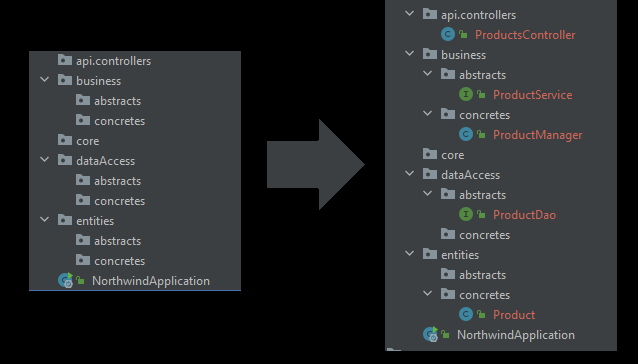 api.controllers
business
abstracts
concretes
core
dataAccess
abstracts
concretes
entities
abstracts
concretes
NorthwindApplication
api.controllers
ProductsController
business
abstracts
ProductService
concretes
ProductManager
core
dataAccess
abstracts
ProductDao
concretes
entities
abstracts
concretes
Product
NorthwindApplication